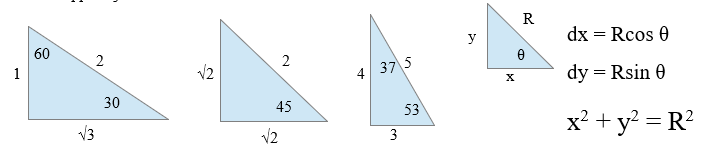 60
1
2
30
√3
√2
2
45
√2
4
37
5
53
3
y
R
θ
x
dx = Rcos θ
dy = Rsin θ
x² + y² = R²